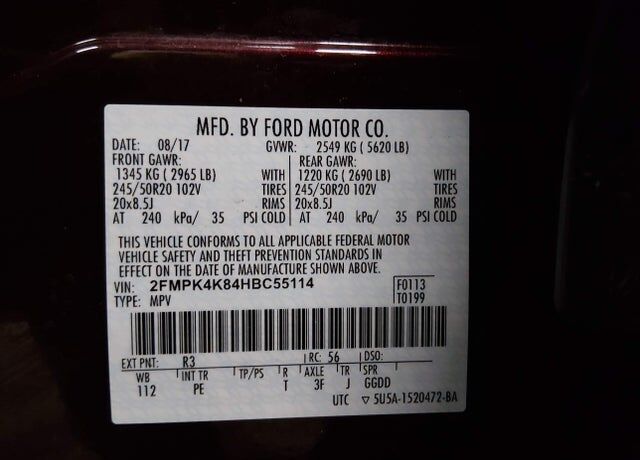 MFD. BY FORD MOTOR CO.
DATE: 08/17 GVWR: 2549 KG ( 5620 LB)
FRONT GAWR: REAR GAWR:
1345 KG ( 2965 LB) WITH 1220 KG ( 2690 LB) WITH
245/50R20 102V TIRES 245/50R20 102V TIRES
20x8.5J RIMS 20x8.5J RIMS
AT 240 kPa/ 35 PSI COLD AT 240 kPa/ 35 PSI COLD
THIS VEHICLE CONFORMS TO ALL APPLICABLE FEDERAL MOTOR
VEHICLE SAFETY AND THEFT PREVENTION STANDARDS IN
EFFECT ON THE DATE OF MANUFACTURE SHOWN ABOVE.
VIN: 2FMPK4K84HBC55114 F0113
TYPE: MPV T0199
EXT PNT: R3 RC: 56 DSO:
WB INT TR TP/PS R AXLE TR SPR
112 PE T 3F J GGDD
UTC ▽ 5U5A-1520472-BA